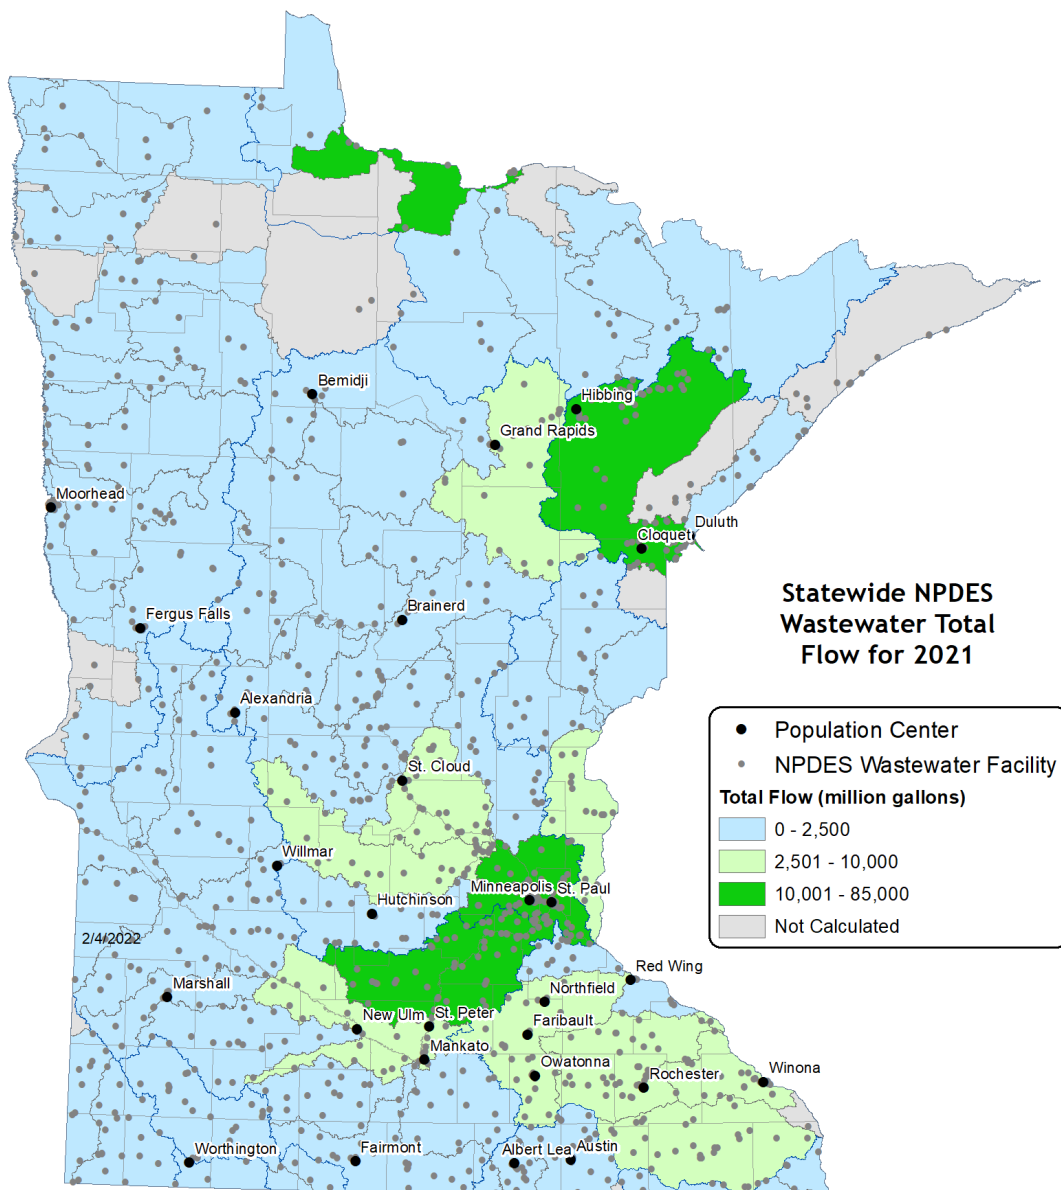 Bemidji
Hibbing
Grand Rapids
Moorhead
Duluth
Cloquet
Statewide NPDES
Wastewater Total
Flow for 2021
Brainerd
Fergus Falls
Alexandria
Population Center
St. Cloud
NPDES Wastewater Facility
Total Flow (million gallons)
0 - 2,500
Willmar
2,501 - 10,000
Minneapolis
St. Paul
10,001 - 85,000
Hutchinson
Not Calculated
2/4/2022
Red Wing
Marshall
Northfield
New Ulm
St. Peter
Faribault
Mankato
Owatonna
Rochester
Winona
Worthington
Fairmont
Albert Lea
Austin